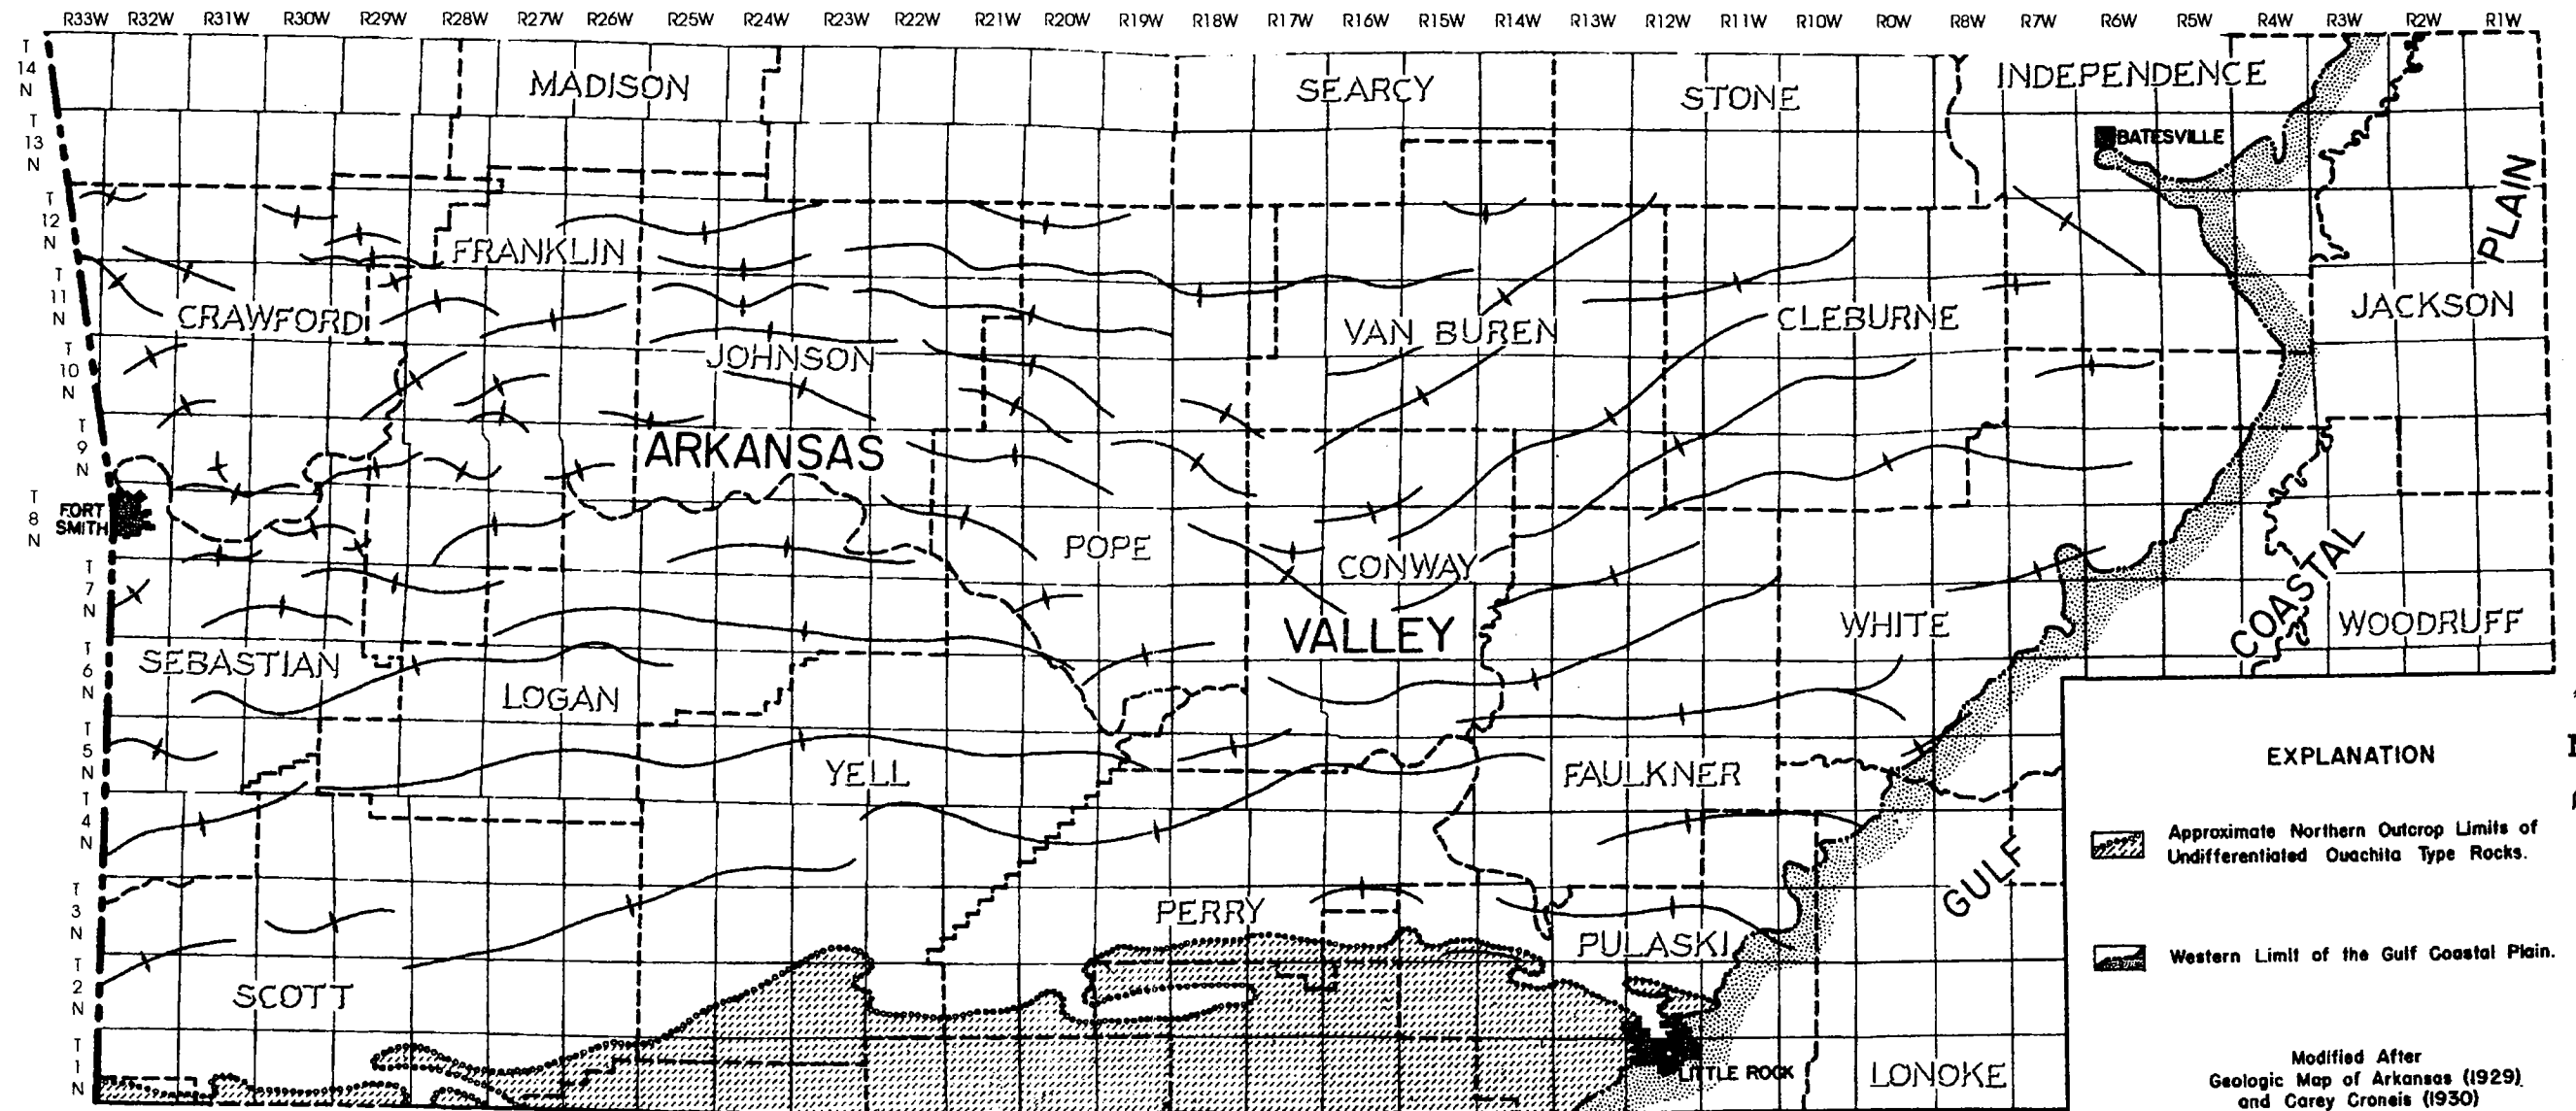 R33W R32W R31W R30W R29W R28W R27W R26W R25W R24W R23W R22W R21W R20W R19W R18W R17W R16W R15W R14W R13W R12W R11W R10W R0W R8W R7W R6W R5W R4W R3W R2W R1W
T
14
N
MADISON
SEARCY
STONE
INDEPENDENCE
T
13
N
BATESVILLE
T
12
N
FRANKLIN
PLAIN
T
11
N
CRAWFORD
VAN BUREN
CLEBURNE
JACKSON
T
10
N
JOHNSON
T
9
N
ARKANSAS
T
8
N
FORT
SMITH
POPE
CONWAY
COASTAL
T
7
N
VALLEY
WHITE
WOODRUFF
T
6
N
SEBASTIAN
LOGAN
T
5
N
YELL
FAULKNER
T
4
N
GULF
T
3
N
PERRY
PULASKI
T
2
N
SCOTT
T
1
N
LITTLE ROCK
LONOKE
EXPLANATION
Approximate Northern Outcrop Limits of
Undifferentiated Ouachita Type Rocks.
Western Limit of the Gulf Coastal Plain.
Modified After
Geologic Map of Arkansas (1929)
and Carey Croneis (1930)